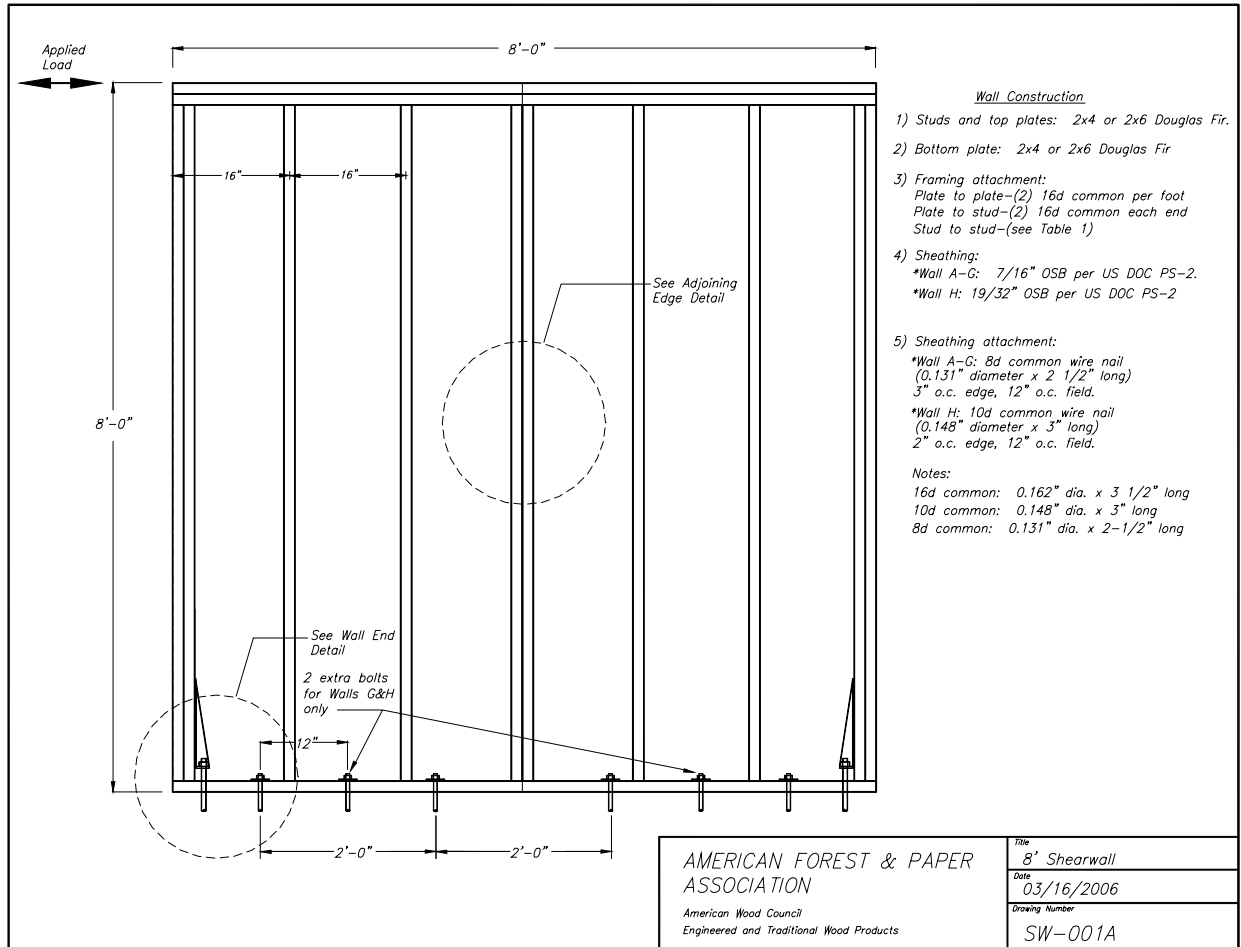 Applied
Load
8'-0"
16"
16"
8'-0"
See Adjoining
Edge Detail
See Wall End
Detail
2 extra bolts
for Walls G&H
only
12"
2'-0"
2'-0"
Wall Construction
1) Studs and top plates: 2x4 or 2x6 Douglas Fir.
2) Bottom plate: 2x4 or 2x6 Douglas Fir
3) Framing attachment:
Plate to plate-(2) 16d common per foot
Plate to stud-(2) 16d common each end
Stud to stud-(see Table 1)
4) Sheathing:
*Wall A-G: 7/16" OSB per US DOC PS-2.
*Wall H: 19/32" OSB per US DOC PS-2
5) Sheathing attachment:
*Wall A-G: 8d common wire nail
(0.131" diameter x 2 1/2" long)
3" o.c. edge, 12" o.c. field.
*Wall H: 10d common wire nail
(0.148" diameter x 3" long)
2" o.c. edge, 12" o.c. field.
Notes:
16d common: 0.162" dia. x 3 1/2" long
10d common: 0.148" dia. x 3" long
8d common: 0.131" dia. x 2-1/2" long
AMERICAN FOREST & PAPER
ASSOCIATION
American Wood Council
Engineered and Traditional Wood Products
Title
8' Shearwall
Date
03/16/2006
Drawing Number
SW-001A